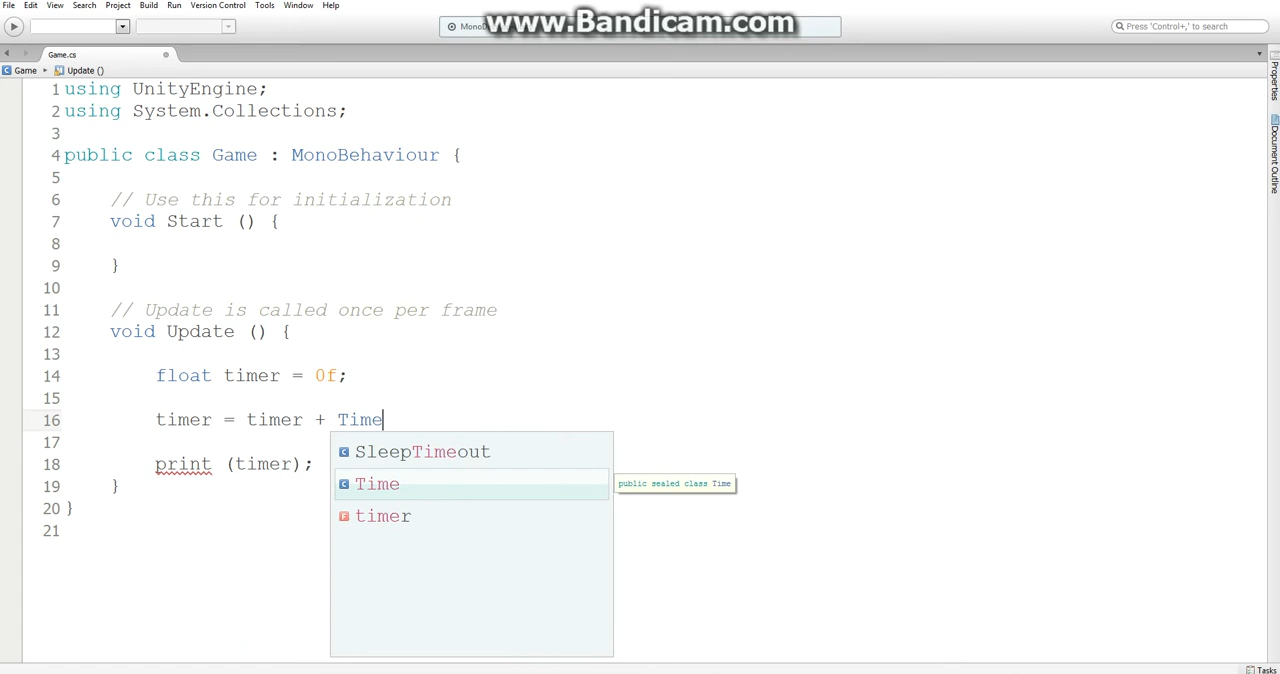 File Edit View Search Project Build Run Version Control Tools Window Help
www.Bandicam.com
Press 'Control+,' to search
Game.cs
Game Update ()
Properties
Document Outline
1 using UnityEngine;
2 using System.Collections;
3
4 public class Game : MonoBehaviour {
5
6 // Use this for initialization
7 void Start () {
8
9 }
10
11 // Update is called once per frame
12 void Update () {
13
14 float timer = 0f;
15
16 timer = timer + Time
17
18 print (timer);
19 }
20 }
21
SleepTimeout
Time
public sealed class Time
timer
Tasks